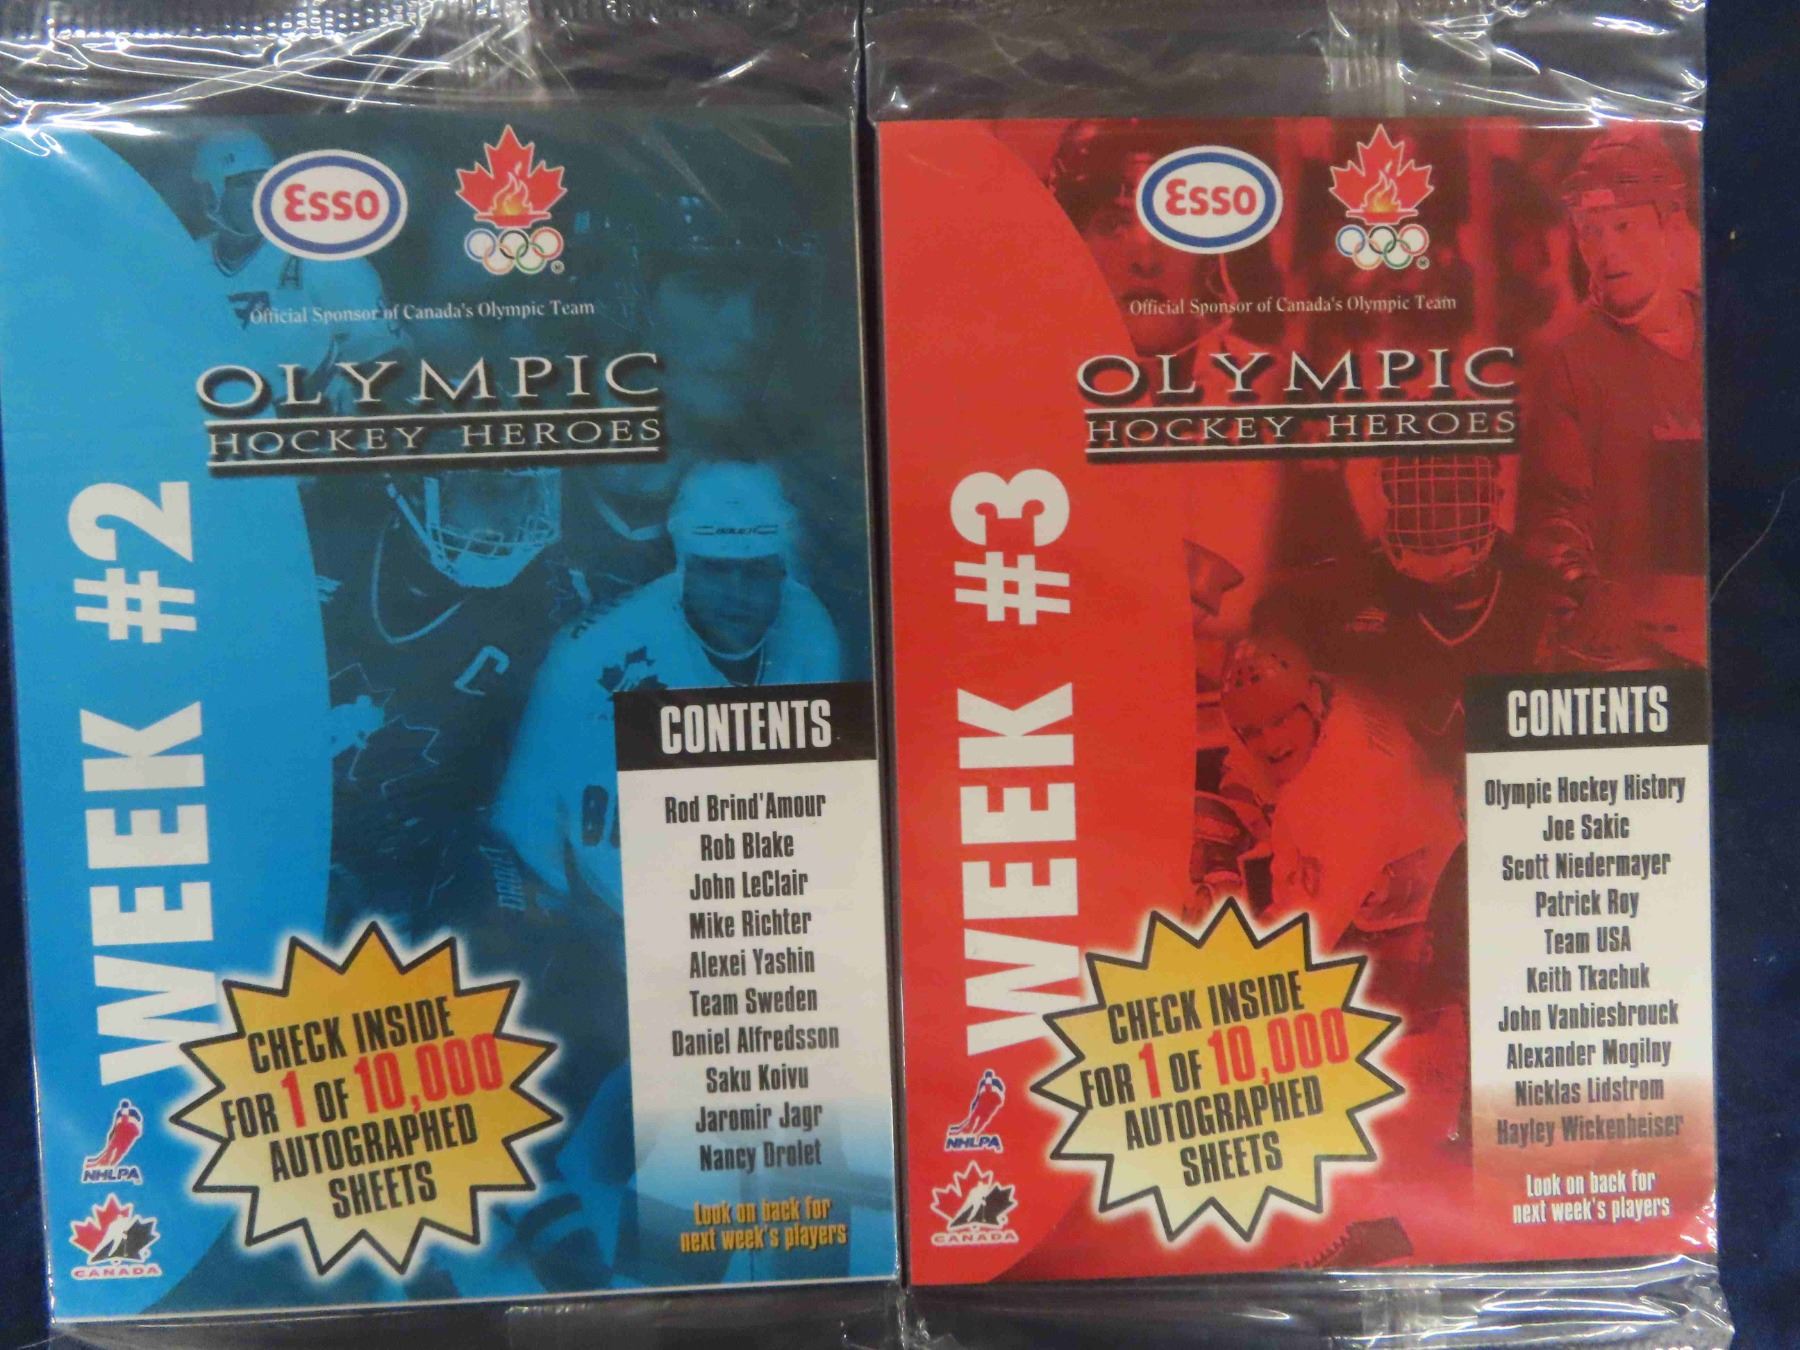 Esso
Official Sponsor of Canada's Olympic Team
OLYMPIC
HOCKEY HEROES
WEEK #2
CONTENTS
Rod Brind'Amour
Rob Blake
John LeClair
Mike Richter
Alexei Yashin
Team Sweden
Daniel Alfredsson
Saku Koivu
Jaromir Jagr
Nancy Drolet
Look on back for
next week's players
CHECK INSIDE
FOR 1 OF 10,000
AUTOGRAPHED
SHEETS
NHLPA
CANADA
Esso
Official Sponsor of Canada's Olympic Team
OLYMPIC
HOCKEY HEROES
WEEK #3
CONTENTS
Olympic Hockey History
Joe Sakic
Scott Niedermayer
Patrick Roy
Team USA
Keith Tkachuk
John Vanbiesbrouck
Alexander Mogilny
Nicklas Lidstrom
Hayley Wickenheiser
Look on back for
next week's players
CHECK INSIDE
FOR 1 OF 10,000
AUTOGRAPHED
SHEETS
NHLPA
CANADA